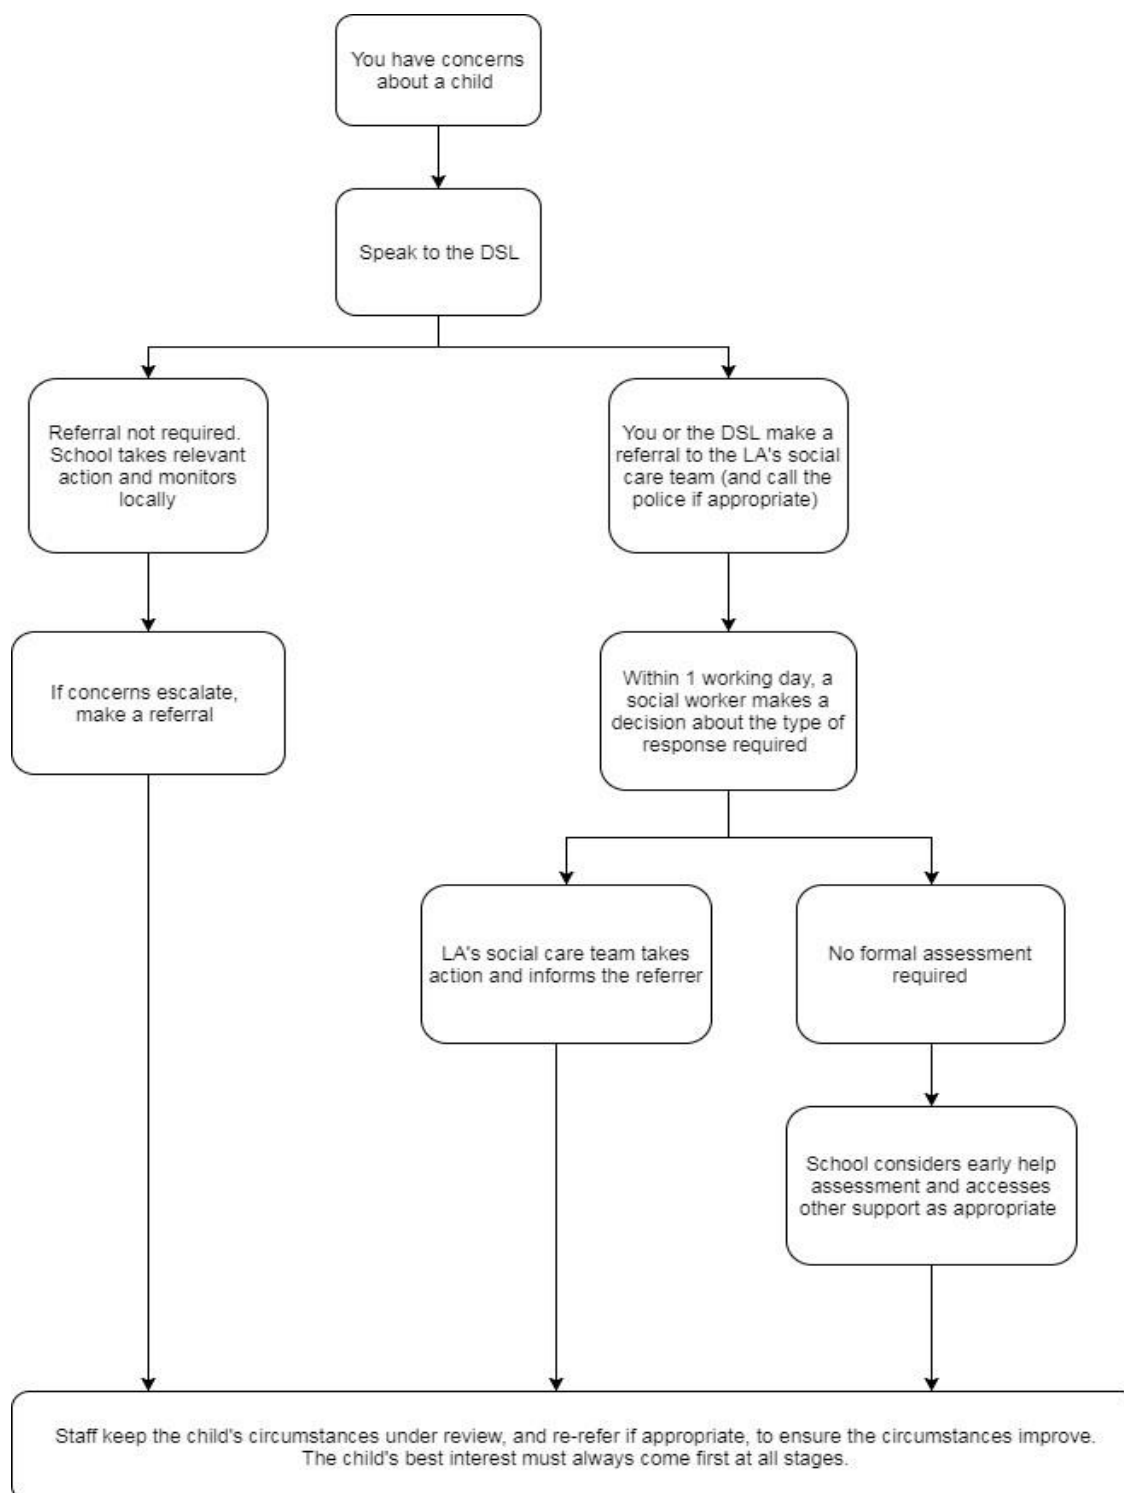 You have concerns
about a child
Speak to the DSL
Referral not required.
School takes relevant
action and monitors
locally
You or the DSL make a
referral to the LA's social
care team (and call the
police if appropriate)
If concerns escalate,
make a referral
Within 1 working day, a
social worker makes a
decision about the type of
response required
LA's social care team takes
action and informs the referrer
No formal assessment
required
School considers early help
assessment and accesses
other support as appropriate
Staff keep the child's circumstances under review, and re-refer if appropriate, to ensure the circumstances improve.
The child's best interest must always come first at all stages.